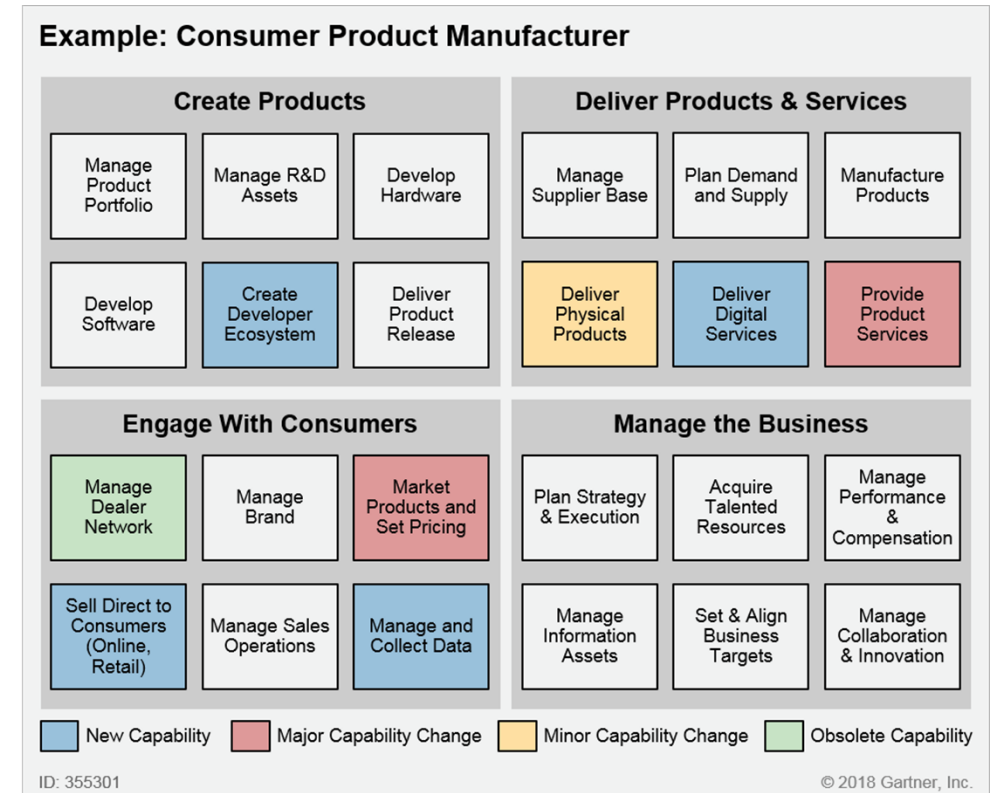 Example: Consumer Product Manufacturer
Create Products
Manage
Product
Portfolio
Manage R&D
Assets
Develop
Hardware
Develop
Software
Create
Developer
Ecosystem
Deliver
Product
Release
Deliver Products & Services
Manage
Supplier Base
Plan Demand
and Supply
Manufacture
Products
Deliver
Physical
Products
Deliver
Digital
Services
Provide
Product
Services
Engage With Consumers
Manage
Dealer
Network
Manage
Brand
Market
Products and
Set Pricing
Sell Direct to
Consumers
(Online,
Retail)
Manage Sales
Operations
Manage and
Collect Data
Manage the Business
Plan Strategy
& Execution
Acquire
Talented
Resources
Manage
Performance
&
Compensation
Manage
Information
Assets
Set & Align
Business
Targets
Manage
Collaboration
& Innovation
New Capability
Major Capability Change
Minor Capability Change
Obsolete Capability
ID: 355301
© 2018 Gartner, Inc.